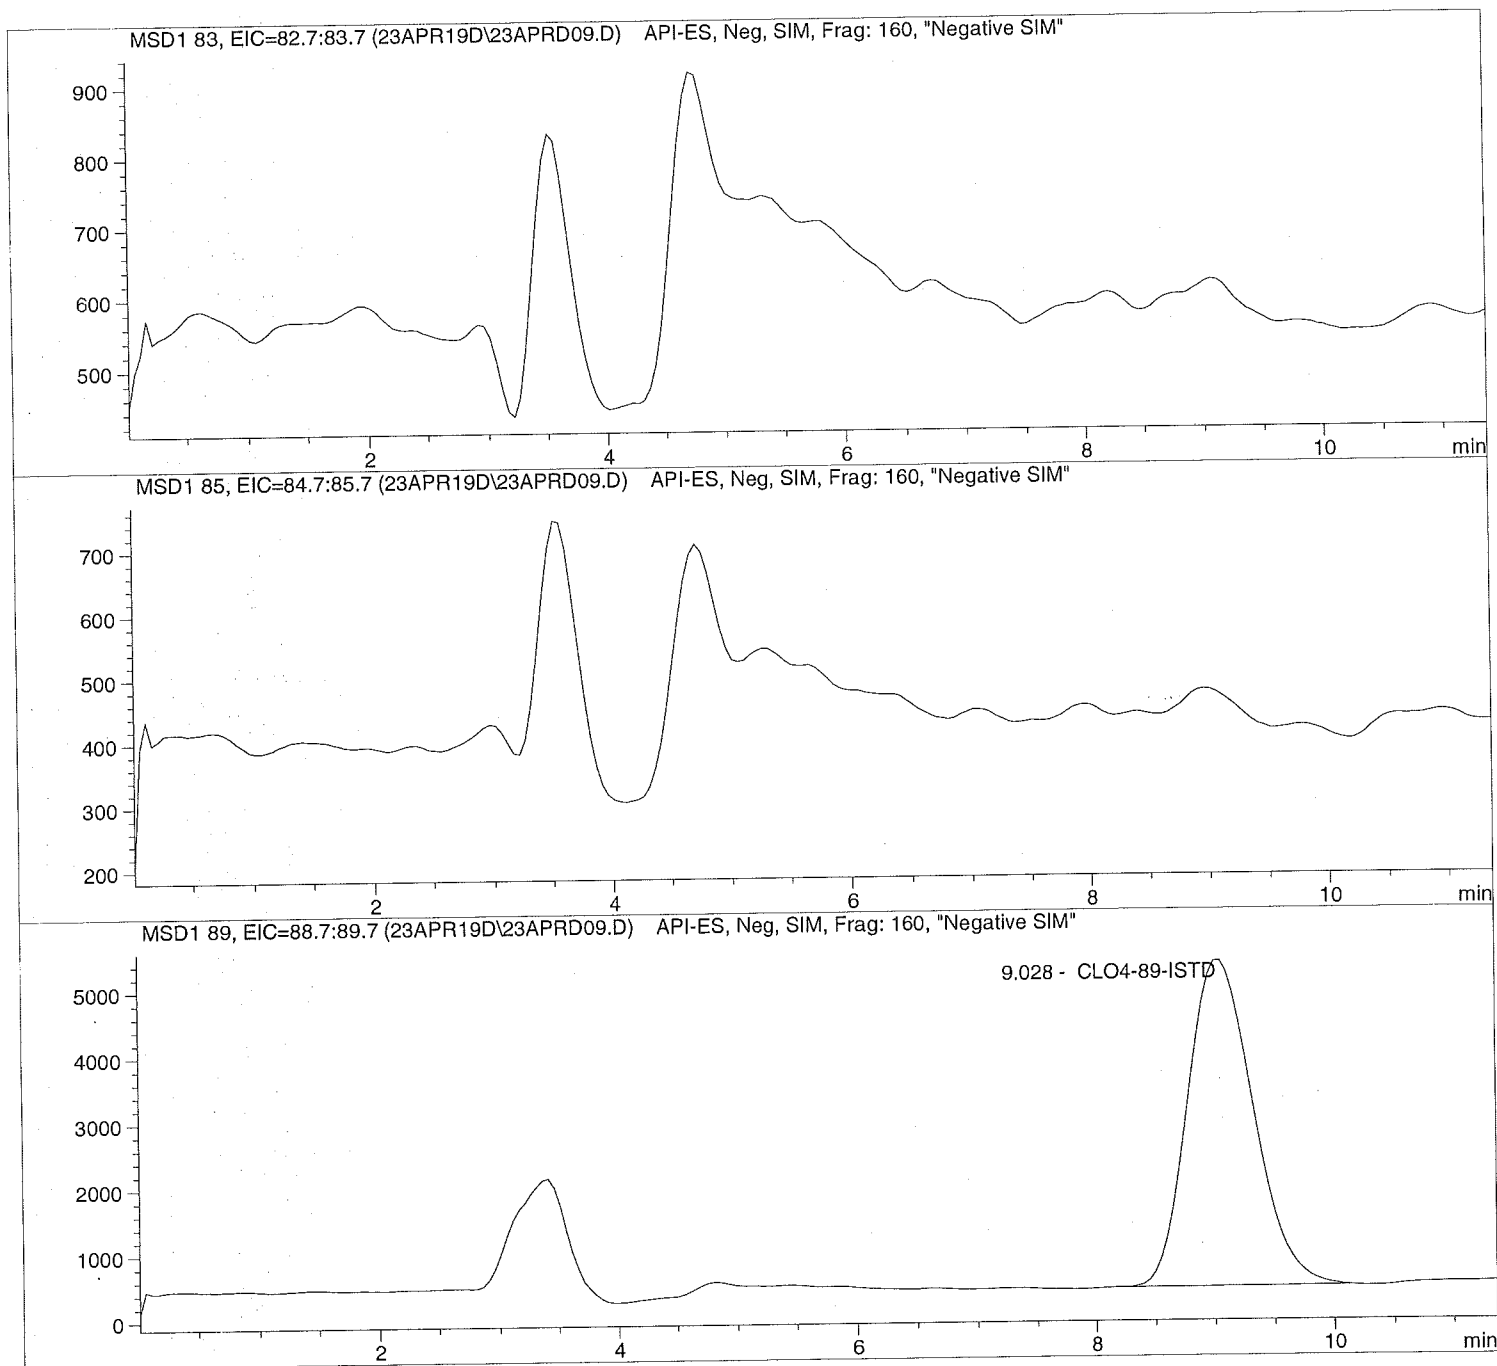 MSD1 83, EIC=82.7:83.7 (23APR19D\23APRD09.D) API-ES, Neg, SIM, Frag: 160, "Negative SIM"
900
800
700
600
500
2 4 6 8 10 min
MSD1 85, EIC=84.7:85.7 (23APR19D\23APRD09.D) API-ES, Neg, SIM, Frag: 160, "Negative SIM"
700
600
500
400
300
200
2 4 6 8 10 min
MSD1 89, EIC=88.7:89.7 (23APR19D\23APRD09.D) API-ES, Neg, SIM, Frag: 160, "Negative SIM"
9.028 - CLO4-89-ISTD
5000
4000
3000
2000
1000
0
2 4 6 8 10 min